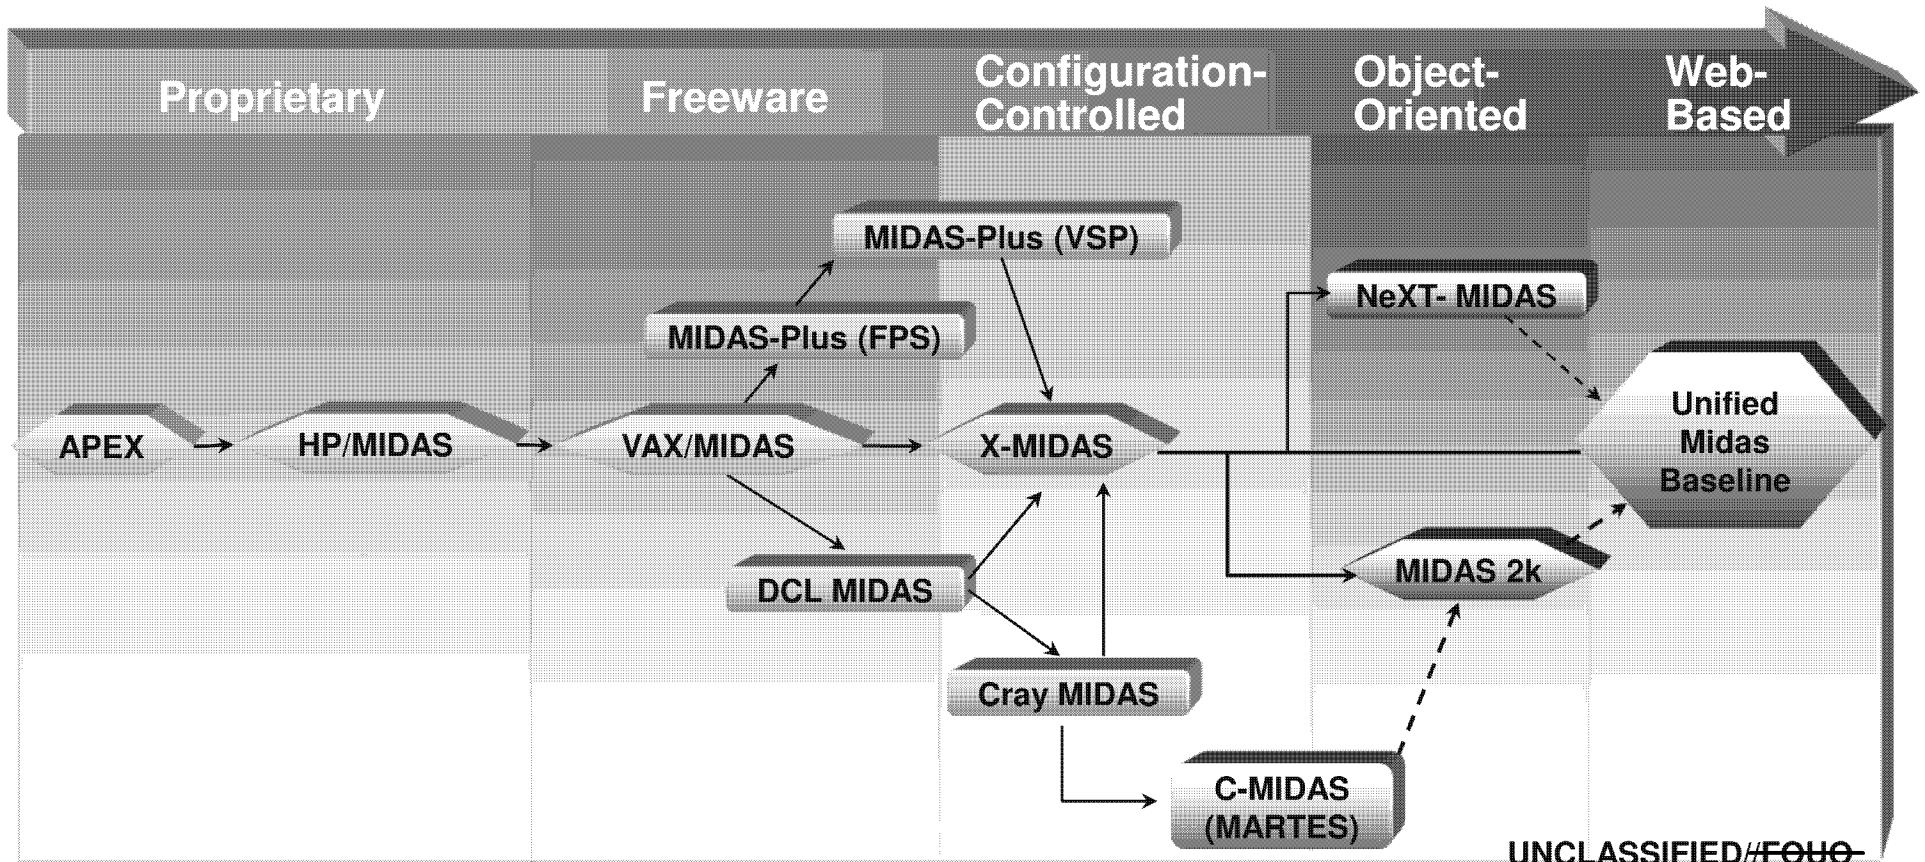 Proprietary
Freeware
Configuration-
Controlled
Object-
Oriented
Web-
Based
MIDAS-Plus (VSP)
NeXT- MIDAS
MIDAS-Plus (FPS)
APEX
HP/MIDAS
VAX/MIDAS
X-MIDAS
Unified
Midas
Baseline
DCL MIDAS
MIDAS 2k
Cray MIDAS
C-MIDAS
(MARTES)
UNCLASSIFIED//FOUO